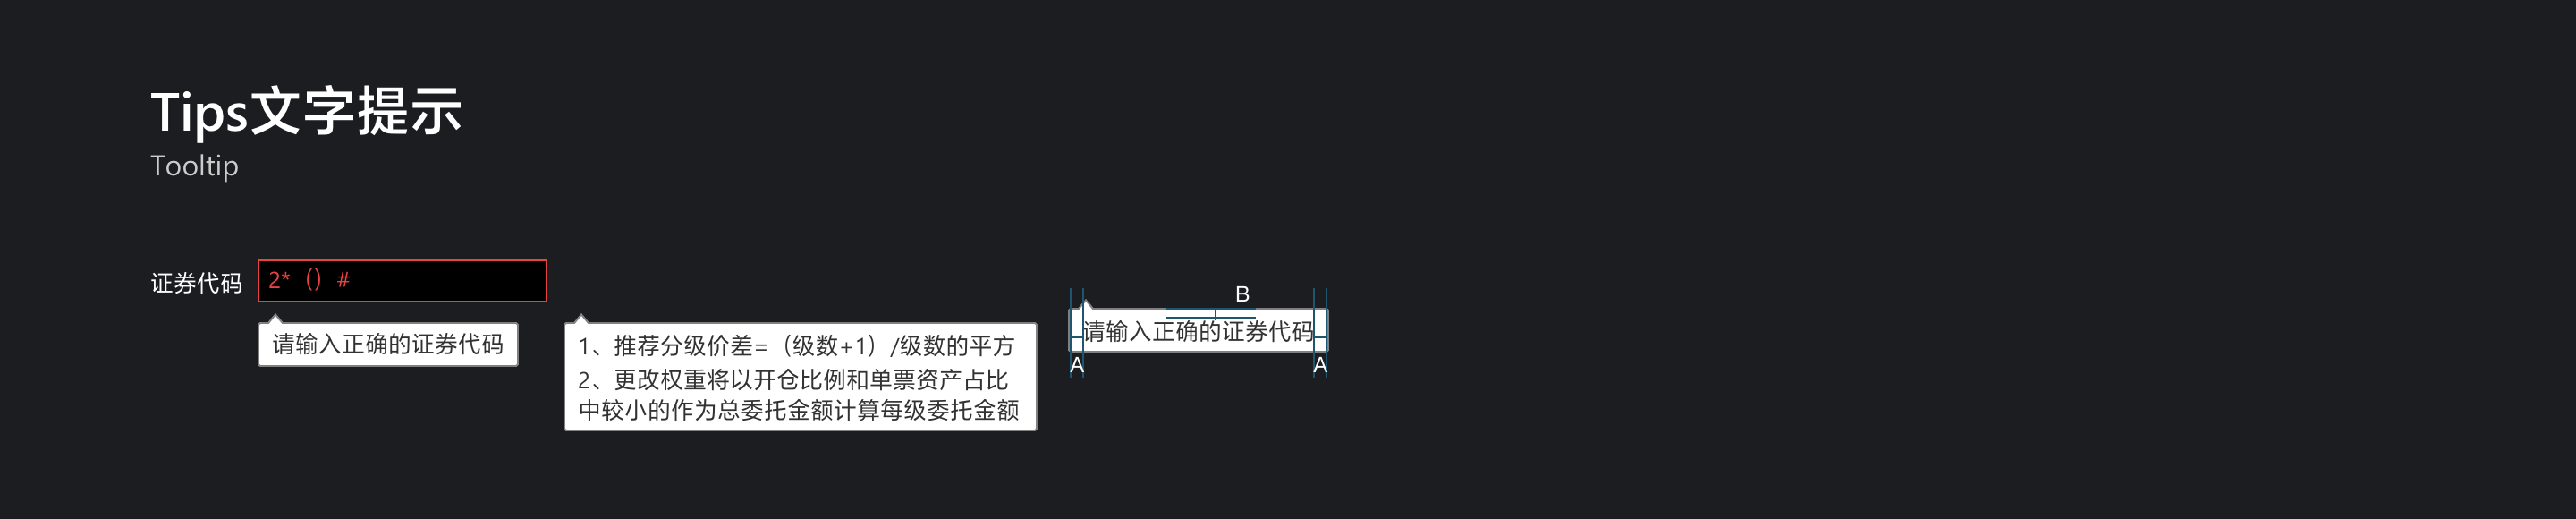 Tips文字提示
Tooltip
证券代码
2*（）#
请输入正确的证券代码
1、推荐分级价差=（级数+1）/级数的平方
2、更改权重将以开仓比例和单票资产占比
中较小的作为总委托金额计算每级委托金额
B
请输入正确的证券代码
A
A